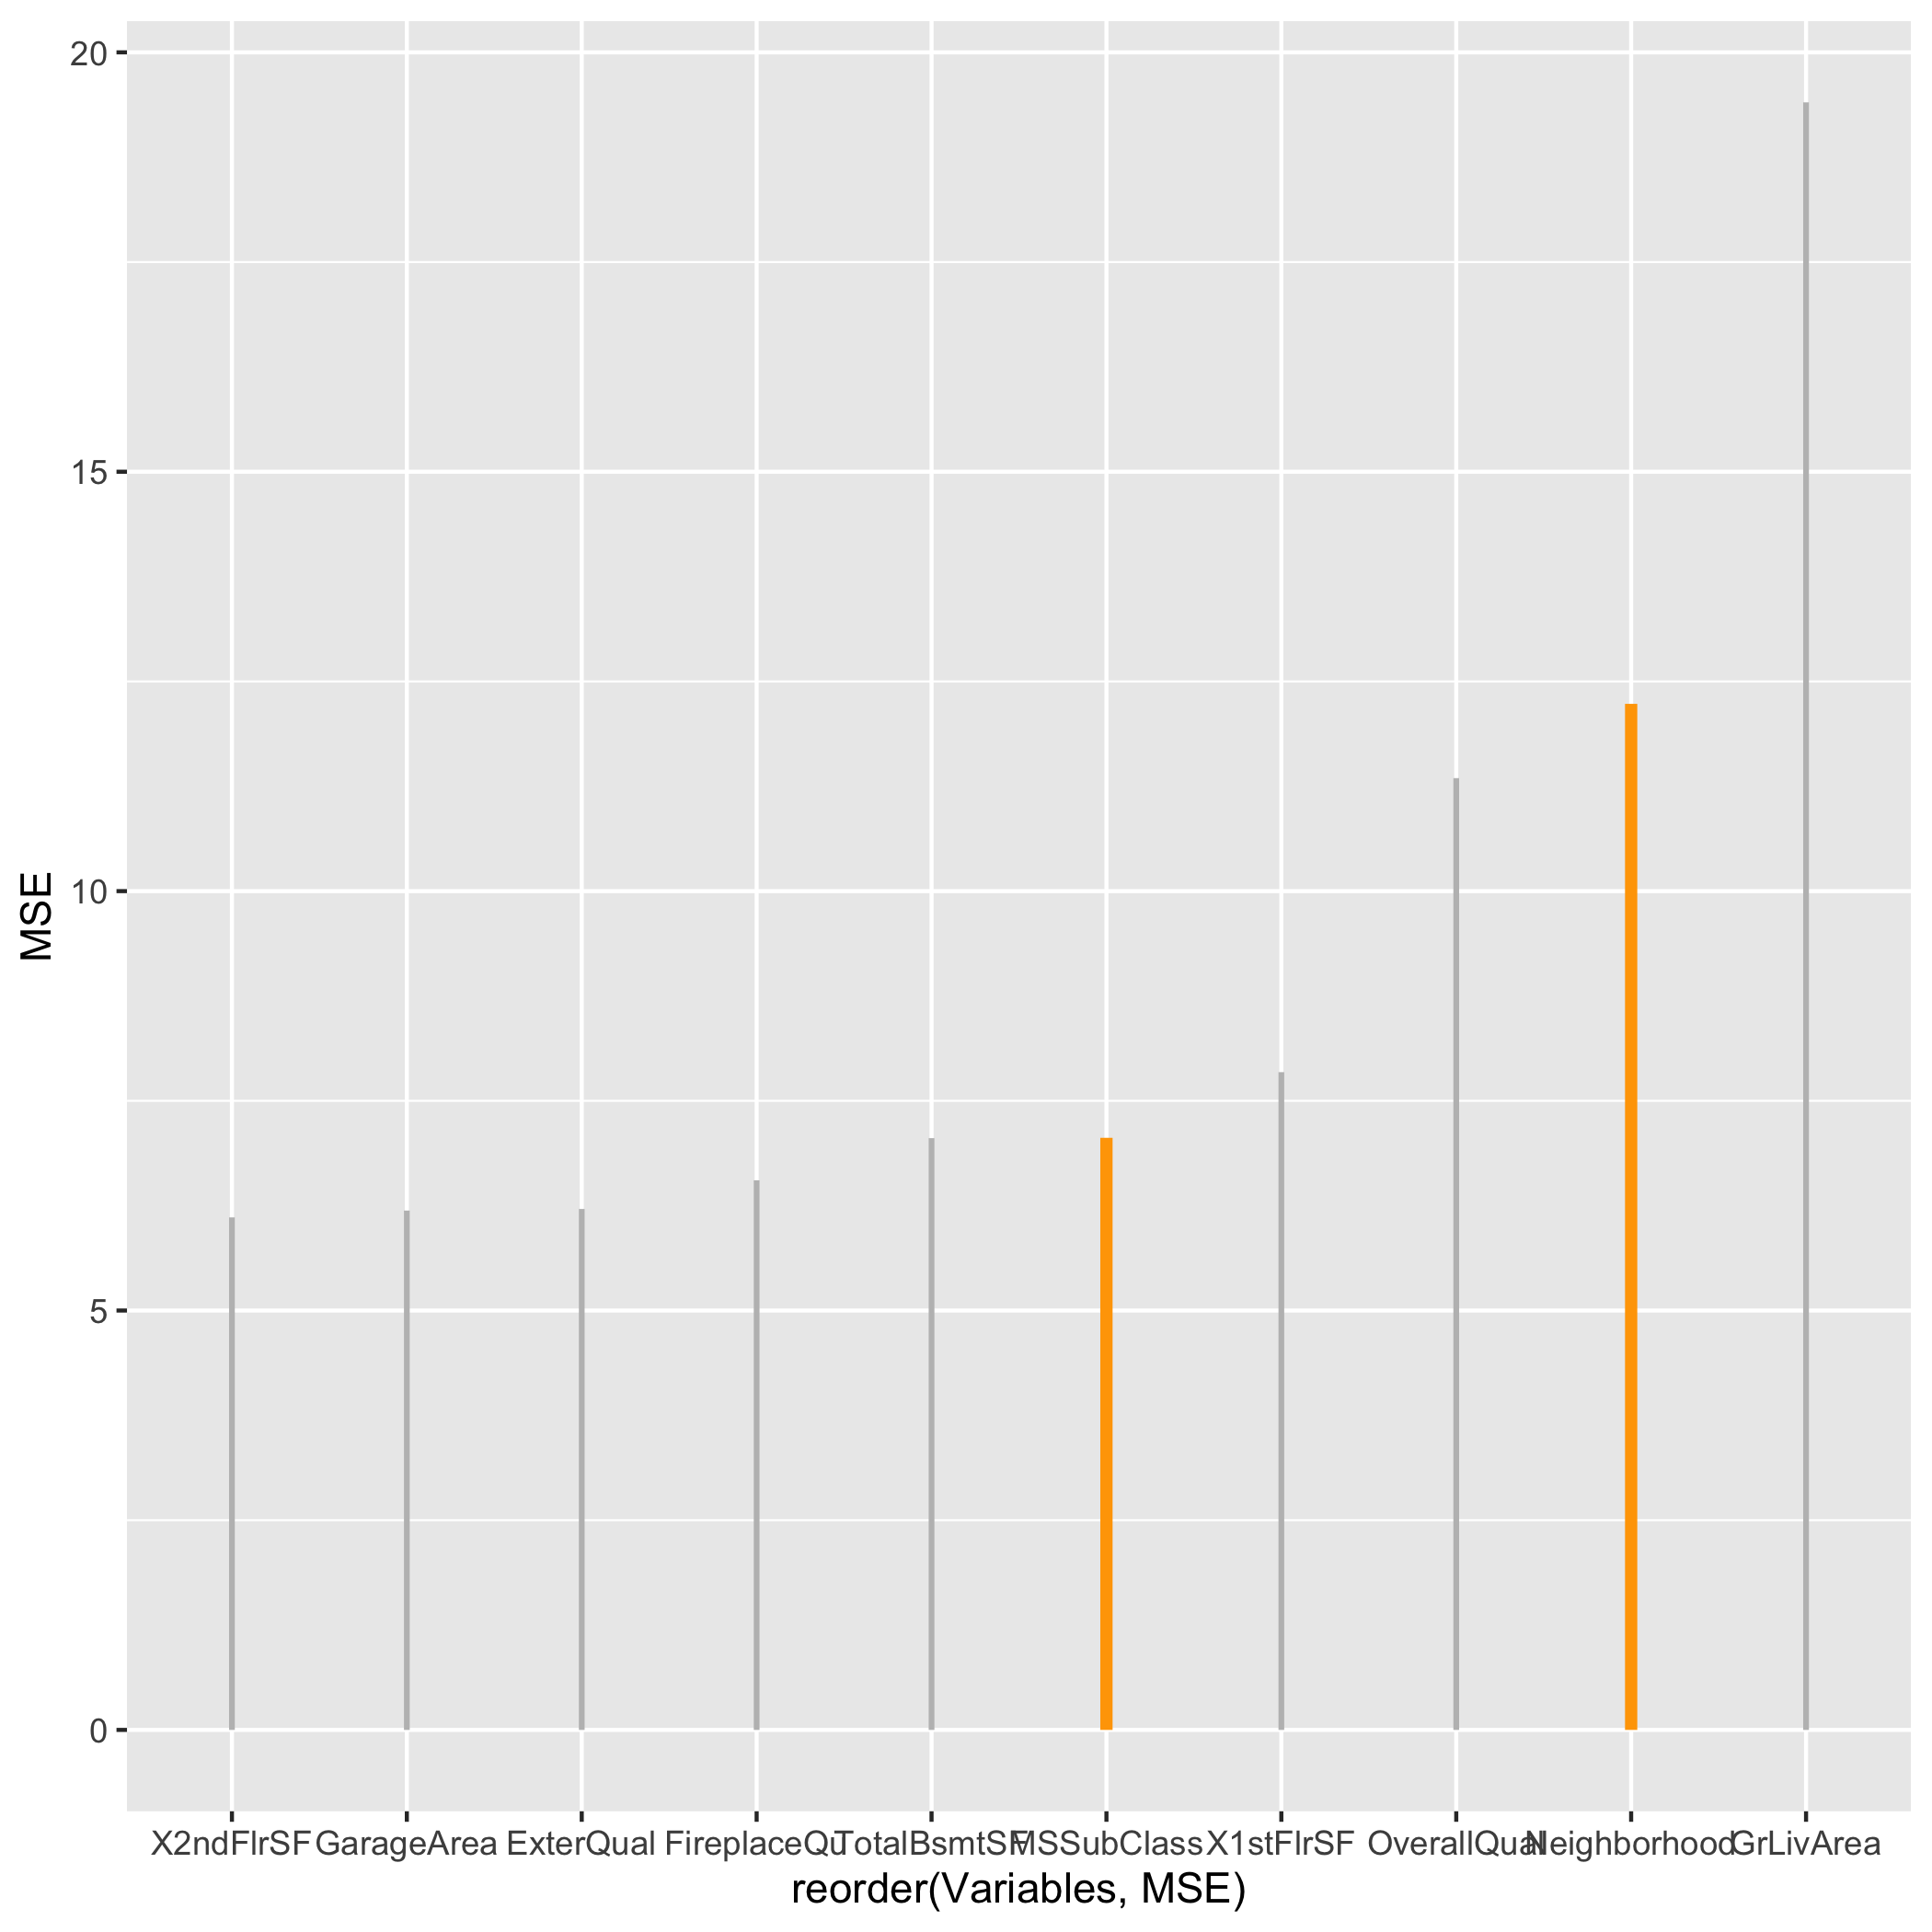 20
15
10
5
0
MSE
X2ndFlrSF GarageArea ExterQual FireplaceQu TotalBsmtSF MSSubClass X1stFlrSF OverallQual Neighborhood GrLivArea
reorder(Variables, MSE)